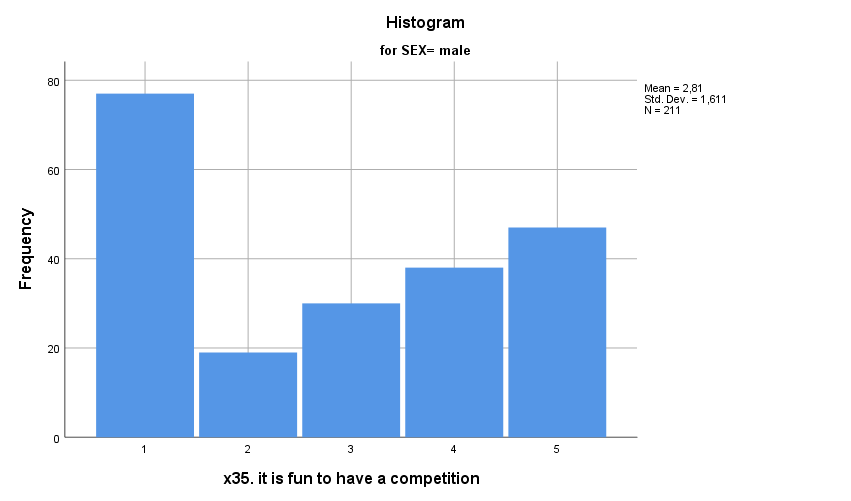 Histogram
for SEX= male
Mean = 2,81
Std. Dev. = 1,611
N = 211
80
60
40
20
0
Frequency
1 2 3 4 5
x35. it is fun to have a competition